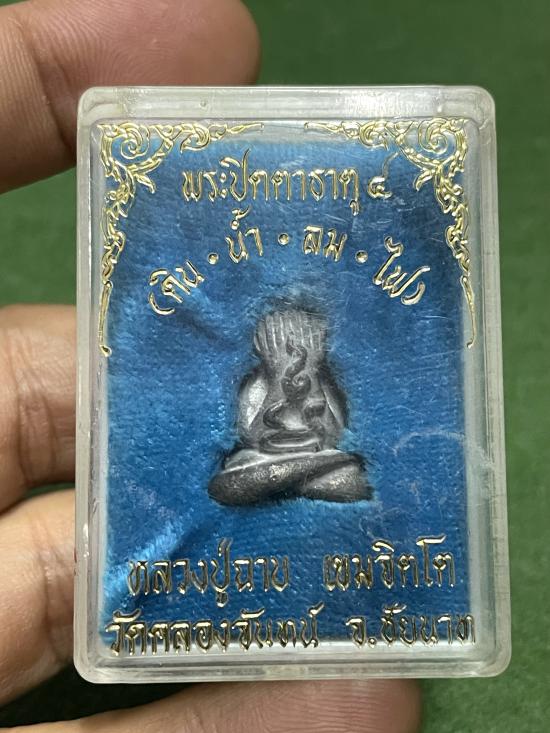 พระปิดตาธาตุ ๔
(ดิน · น้ำ · ลม · ไฟ)
หลวงปู่ฉาบ เขมจิตโต
วัดคลองจันทน์ จ.ชัยนาท